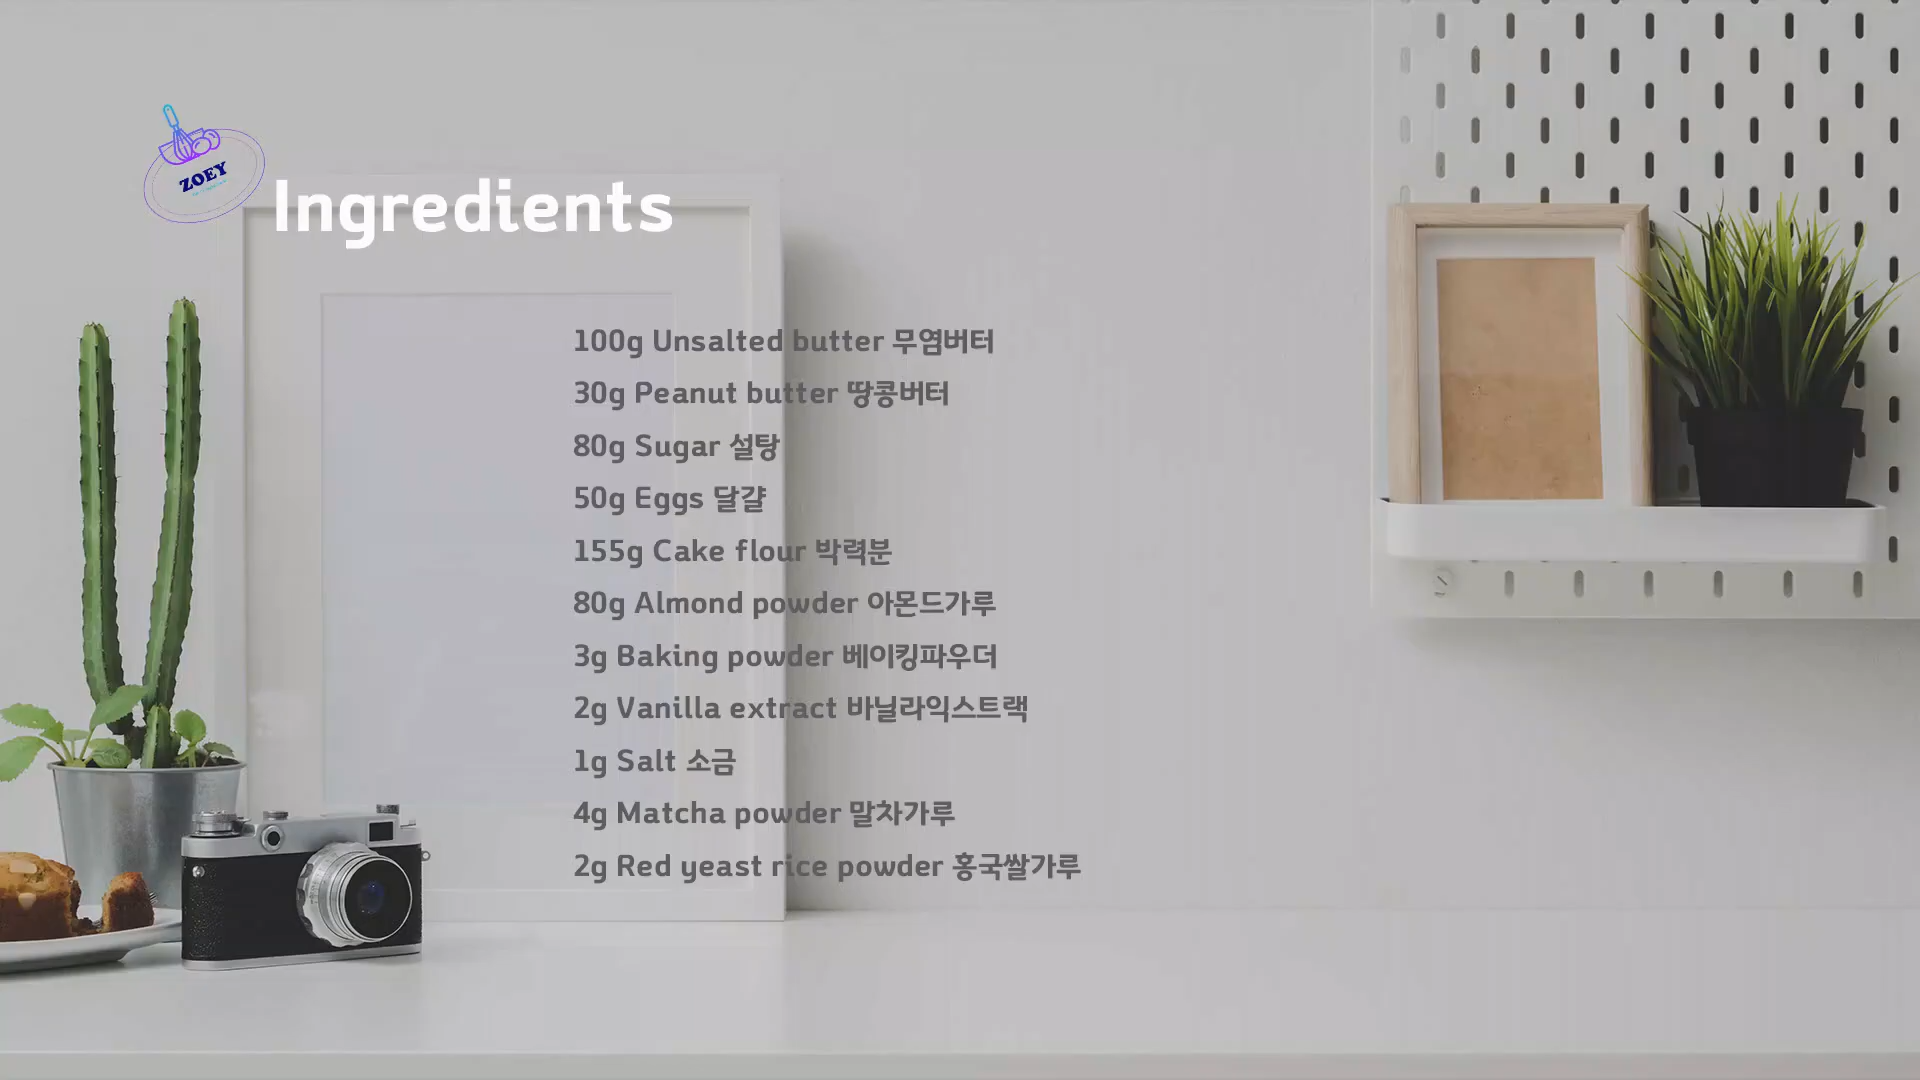 ZOEY
Ingredients
100g Unsalted butter 무염버터
30g Peanut butter 땅콩버터
80g Sugar 설탕
50g Eggs 달걀
155g Cake flour 박력분
80g Almond powder 아몬드가루
3g Baking powder 베이킹파우더
2g Vanilla extract 바닐라익스트랙
1g Salt 소금
4g Matcha powder 말차가루
2g Red yeast rice powder 홍국쌀가루